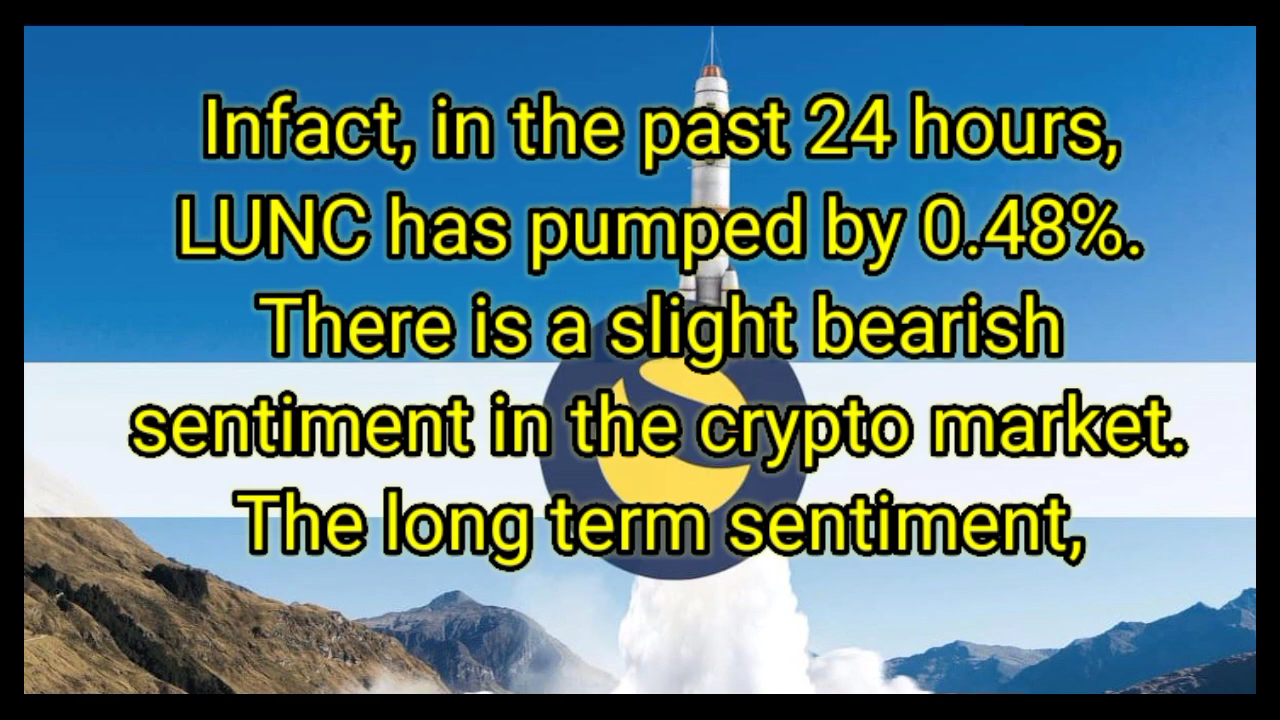 Infact, in the past 24 hours,
LUNC has pumped by 0.48%.
There is a slight bearish
sentiment in the crypto market.
The long term sentiment,